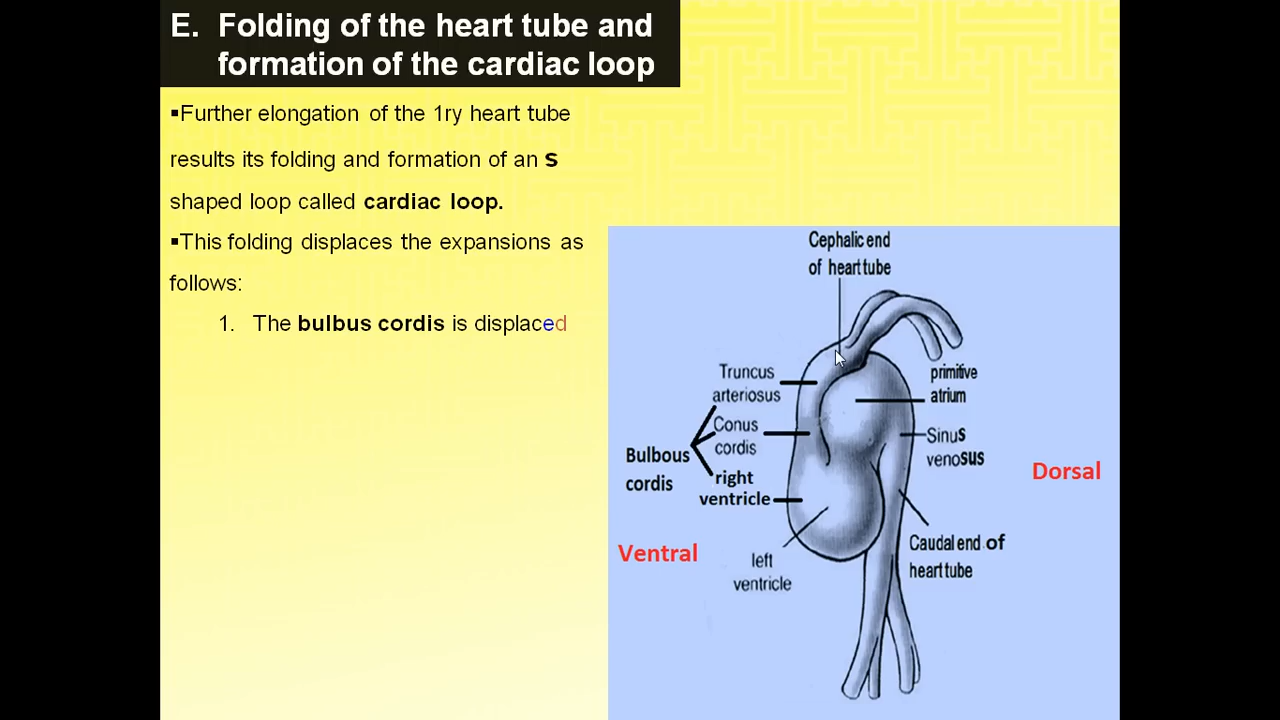 E. Folding of the heart tube and
formation of the cardiac loop
▪Further elongation of the 1ry heart tube
results its folding and formation of an s
shaped loop called cardiac loop.
▪This folding displaces the expansions as
follows:
1. The bulbus cordis is displaced
Cephalic end
of heart tube
Truncus
arteriosus
Conus
cordis
Bulbous
cordis
right
ventricle
left
ventricle
Ventral
primitive
atrium
Sinus
venosus
Dorsal
Caudal end of
heart tube